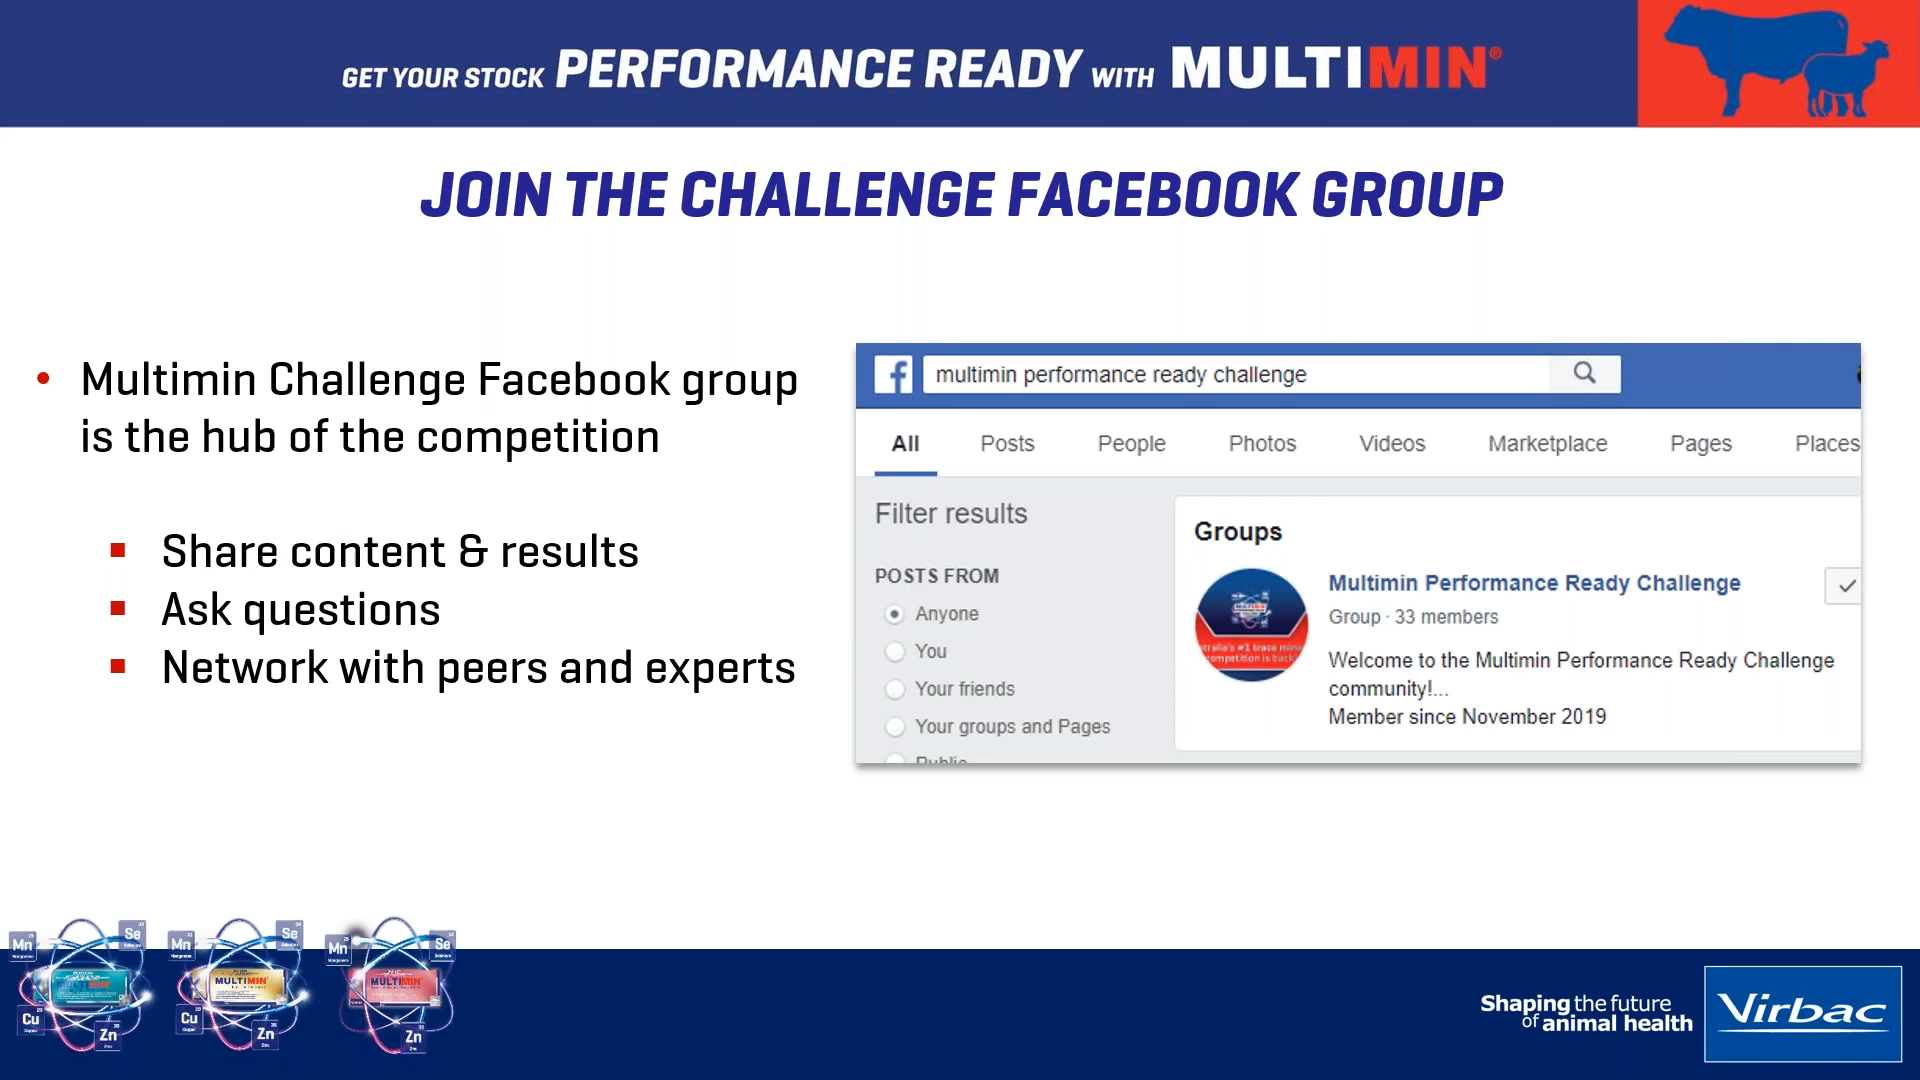 GET YOUR STOCK PERFORMANCE READY WITH MULTIMIN®
JOIN THE CHALLENGE FACEBOOK GROUP
• Multimin Challenge Facebook group
is the hub of the competition
▪ Share content & results
▪ Ask questions
▪ Network with peers and experts
f multimin performance ready challenge
All Posts People Photos Videos Marketplace Pages Places
Filter results
POSTS FROM
Anyone
You
Your friends
Your groups and Pages
Public
Groups
Multimin Performance Ready Challenge
Group · 33 members
Welcome to the Multimin Performance Ready Challenge
community!...
Member since November 2019
Mn Se
MULTIMIN
Cu Zn
Mn Se
MULTIMIN
Cu Zn
Mn Se
MULTIMIN
Zn
Shaping the future
of animal health
Virbac